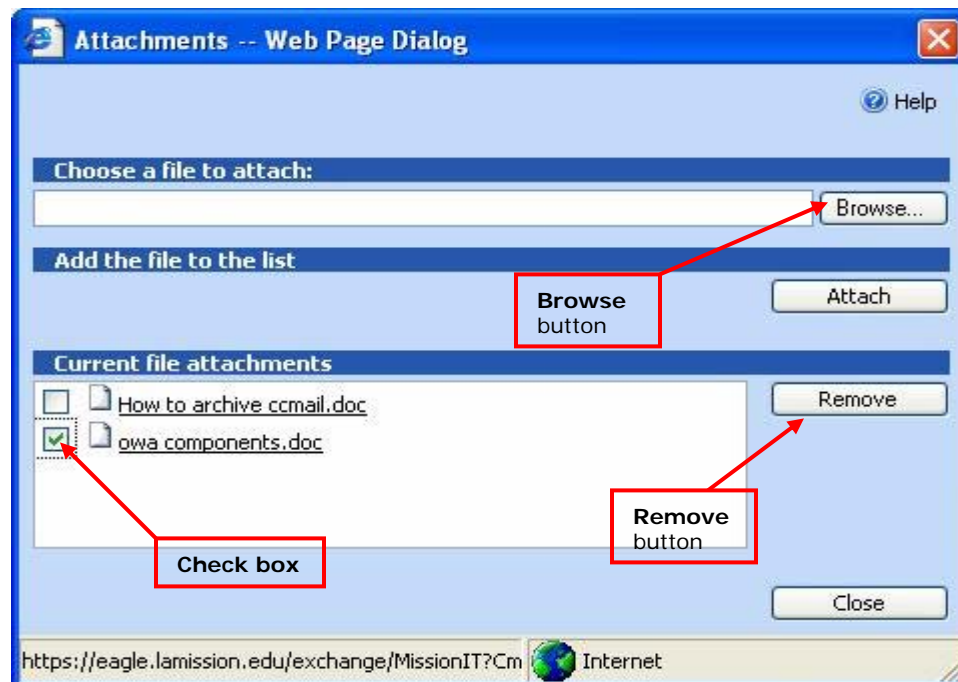 Attachments -- Web Page Dialog
Help
Choose a file to attach:
Browse...
Add the file to the list
Attach
Browse
button
Current file attachments
How to archive ccmail.doc
Remove
owa components.doc
Remove
button
Check box
Close
https://eagle.lamission.edu/exchange/MissionIT?Cm
Internet